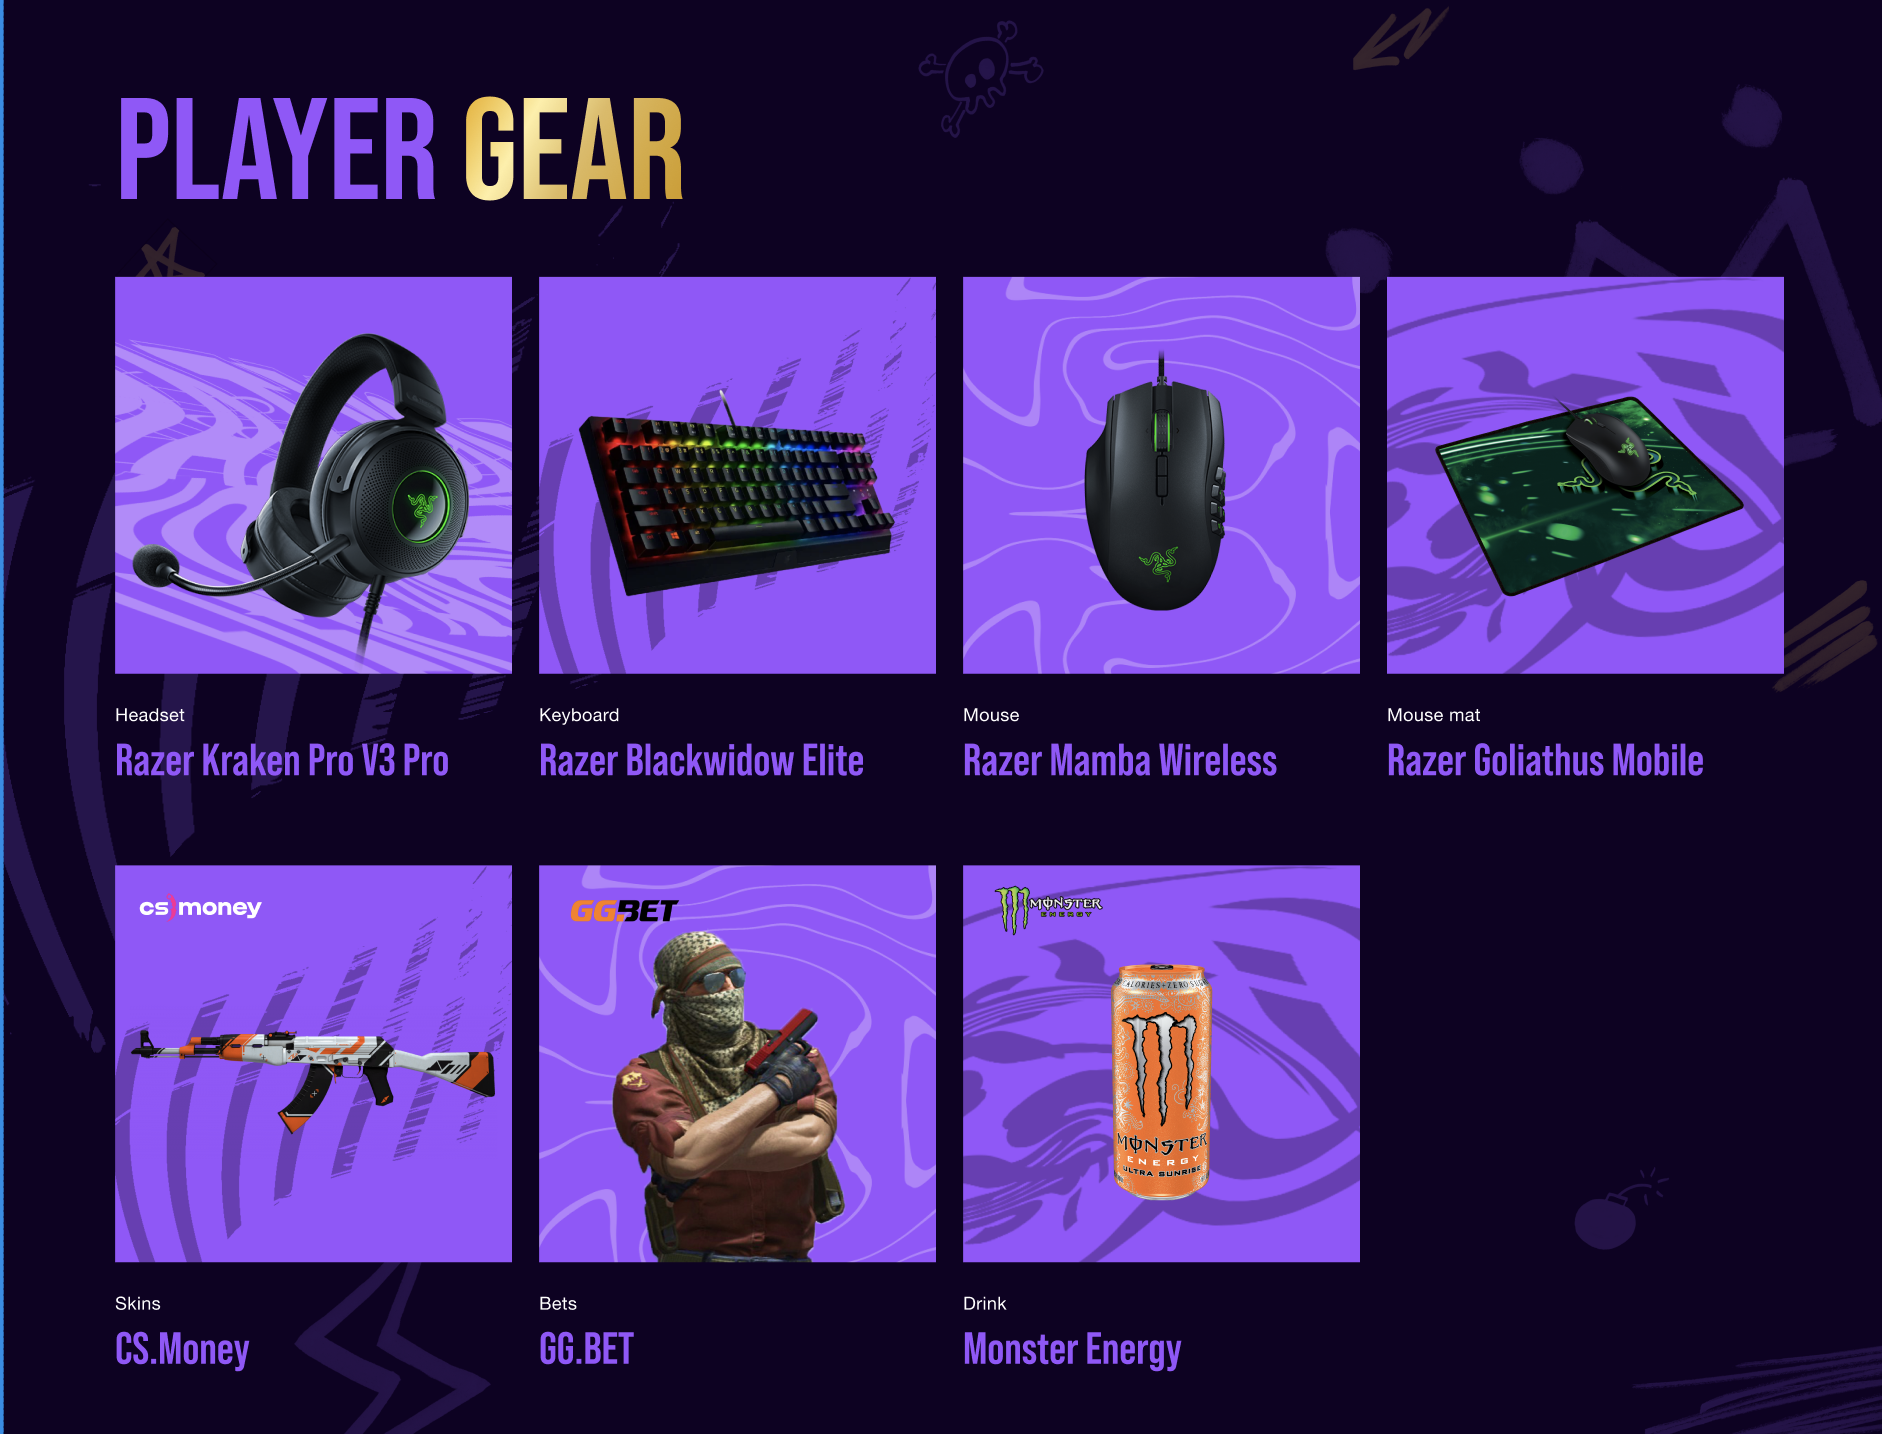 PLAYER GEAR
Headset
Razer Kraken Pro V3 Pro
Keyboard
Razer Blackwidow Elite
Mouse
Razer Mamba Wireless
Mouse mat
Razer Goliathus Mobile
cs)money
Skins
CS.Money
GG.BET
Bets
GG.BET
MONSTER
ENERGY
CALORIES+ZERO
MONSTER
ENERGY
ULTRA SUNRISE
Drink
Monster Energy